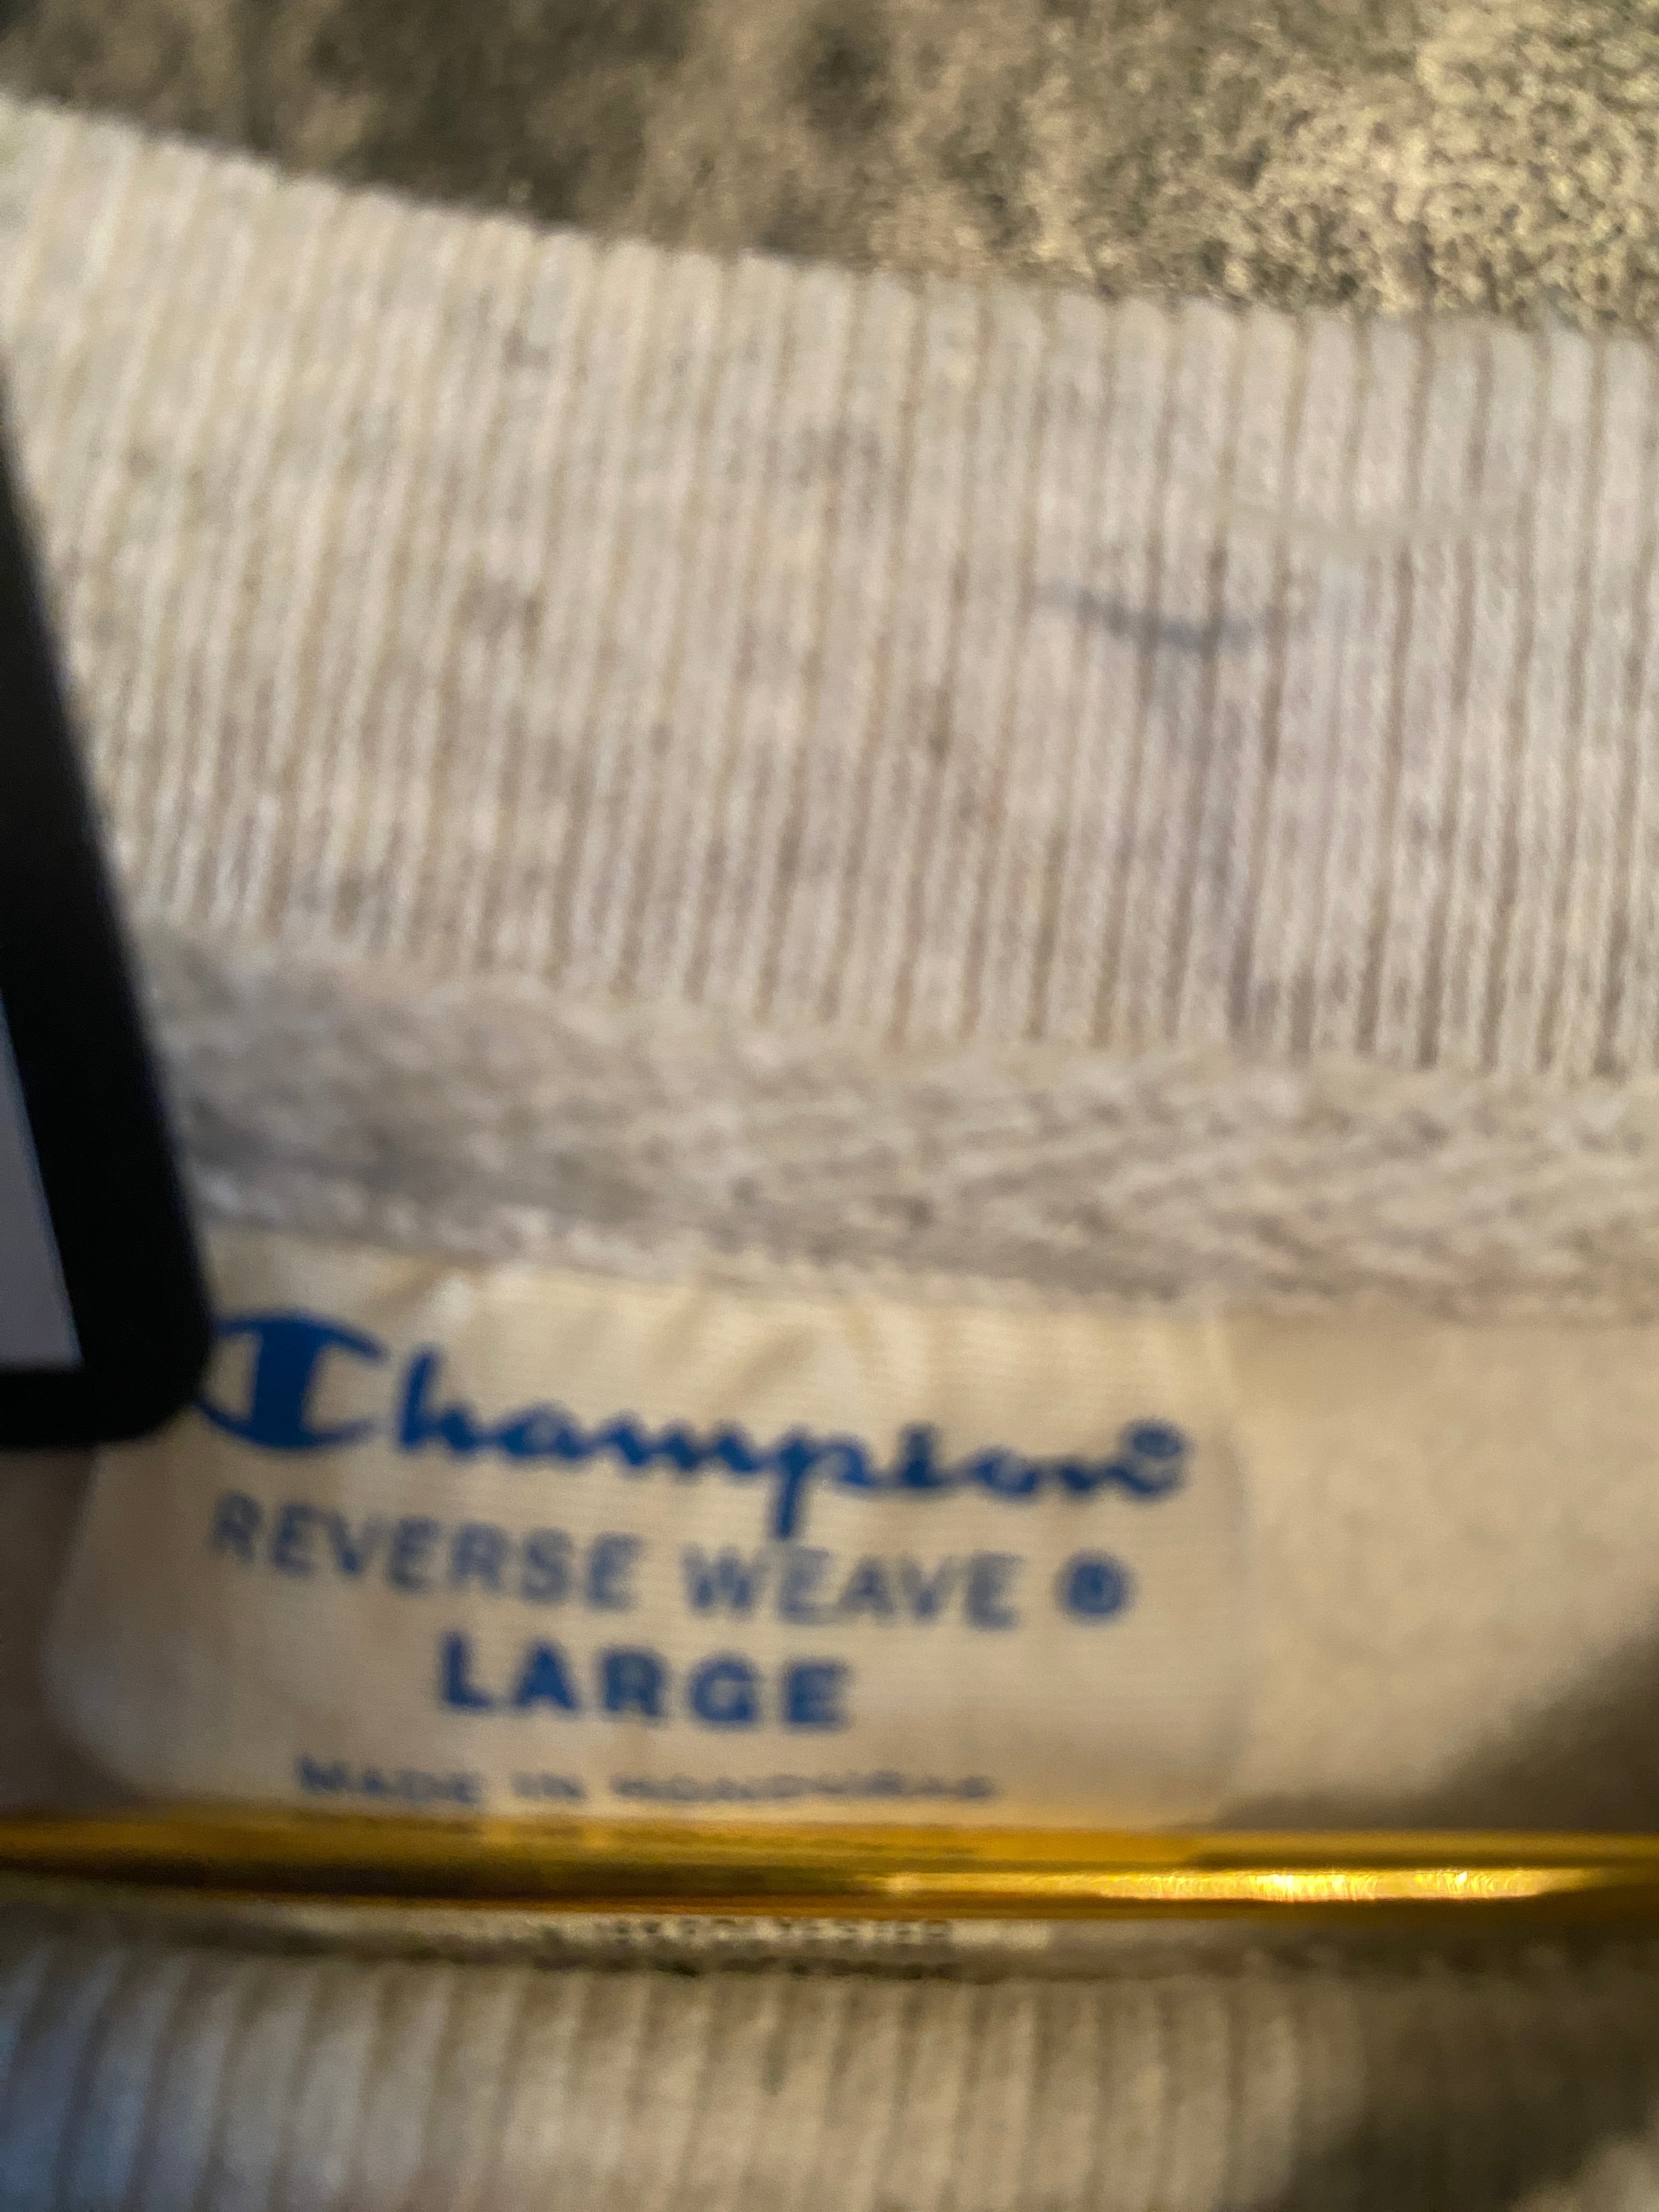 Champion®
REVERSE WEAVE ®
LARGE
MADE IN HONDURAS